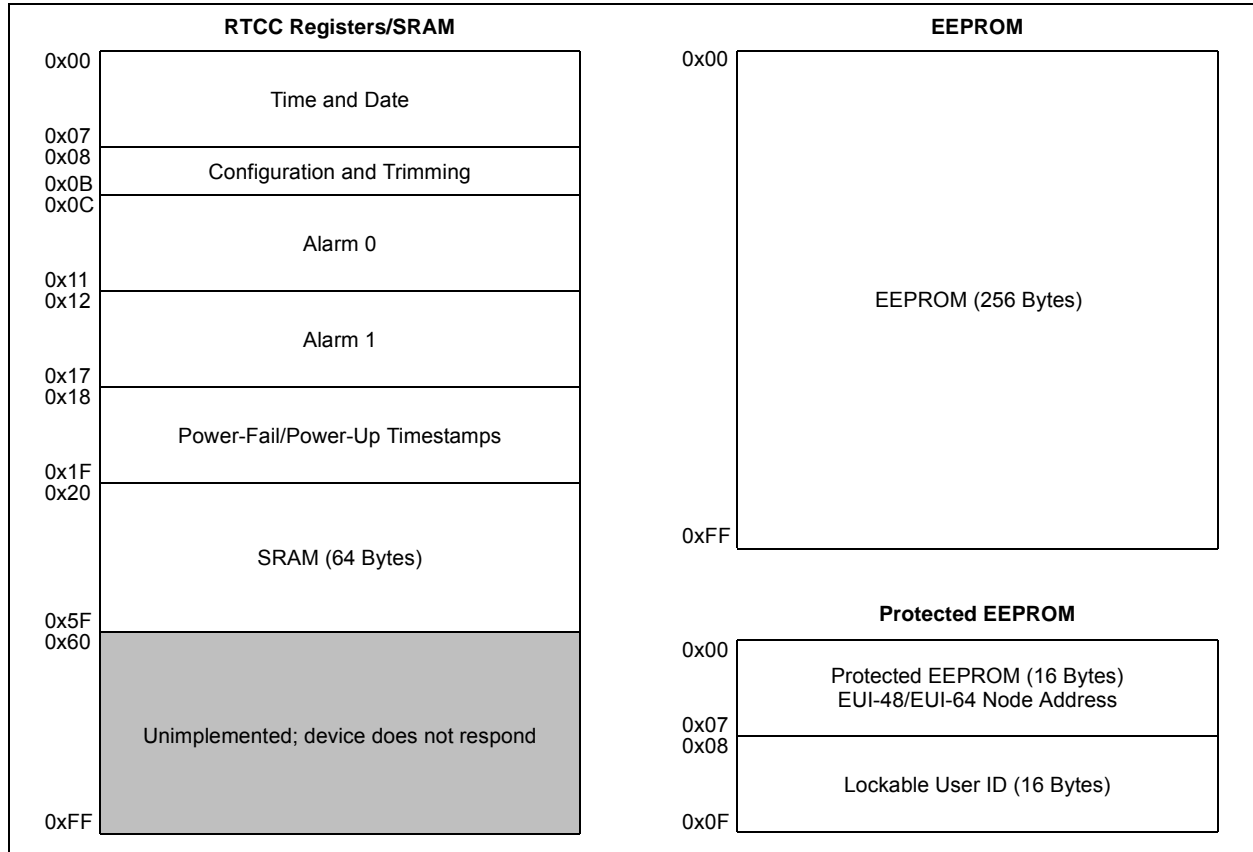 RTCC Registers/SRAM
0x00
Time and Date
0x07
0x08
Configuration and Trimming
0x0B
0x0C
Alarm 0
0x11
0x12
Alarm 1
0x17
0x18
Power-Fail/Power-Up Timestamps
0x1F
0x20
SRAM (64 Bytes)
0x5F
0x60
Unimplemented; device does not respond
0xFF
EEPROM
0x00
EEPROM (256 Bytes)
0xFF
Protected EEPROM
0x00
Protected EEPROM (16 Bytes)
EUI-48/EUI-64 Node Address
0x07
0x08
Lockable User ID (16 Bytes)
0x0F